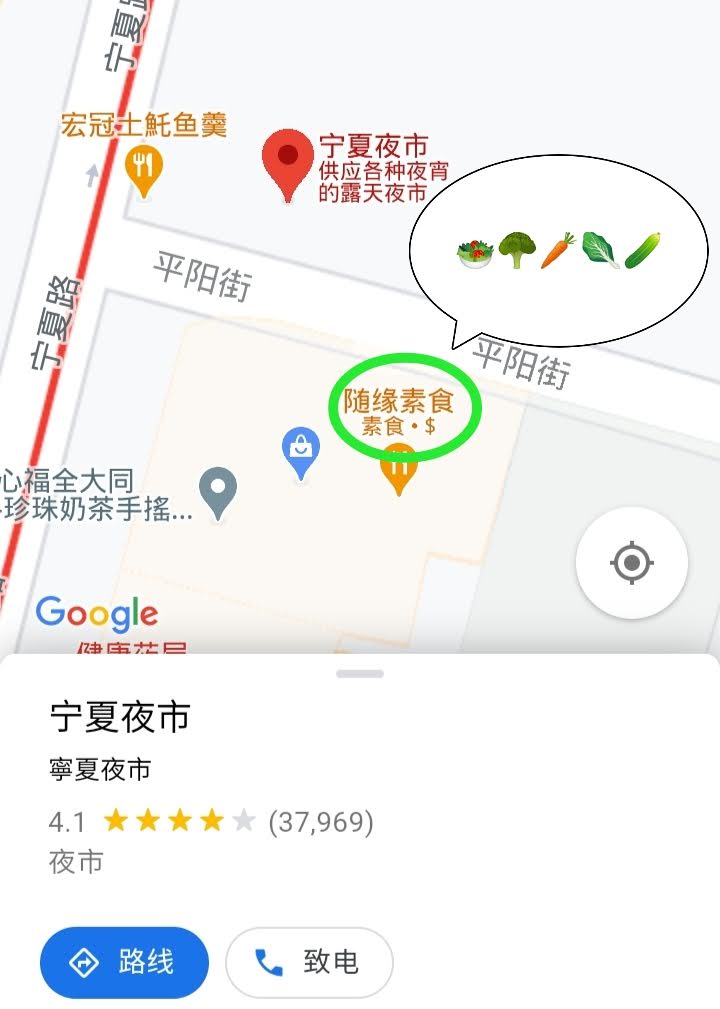 宁夏路
宏冠土魠鱼羹
宁夏夜市
供应各种夜宵
的露天夜市
平阳街
宁夏路
平阳街
随缘素食
素食 • $
心福全大同
珍珠奶茶手搖...
Google
健康药局
宁夏夜市
寧夏夜市
4.1 (37,969)
夜市
路线
致电